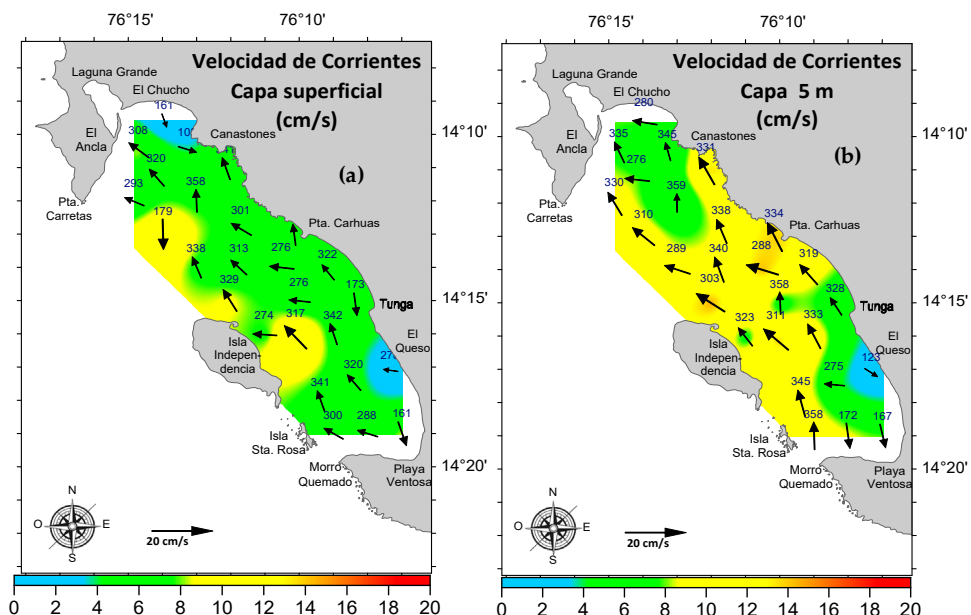 76°15' 76°10'
Velocidad de Corrientes
Capa superficial
(cm/s)
(a)
Laguna Grande
El Chucho
El
Ancla
Canastones
Pta.
Carretas
Pta. Carhuas
Tunga
El
Queso
Isla
Indepen-
dencia
Isla
Sta. Rosa
Morro
Quemado
Playa
Ventosa
161
308
320
293
358
179
301
338
313
276
322
329
276
173
274
317
342
320
341
300
288
161
N
O E
S
20 cm/s
0 2 4 6 8 10 12 14 16 18 20
14°10'
14°15'
14°20'
76°15' 76°10'
Velocidad de Corrientes
Capa 5 m
(cm/s)
(b)
Laguna Grande
El Chucho
El
Ancla
Canastones
Pta.
Carretas
Pta. Carhuas
Tunga
El
Queso
Isla
Indepen-
dencia
Isla
Sta. Rosa
Morro
Quemado
Playa
Ventosa
280
335
345
331
276
330
359
310
338
334
289
340
288
319
303
358
328
323
311
333
123
275
345
358
172
167
N
O E
S
20 cm/s
0 2 4 6 8 10 12 14 16 18 20
14°10'
14°15'
14°20'